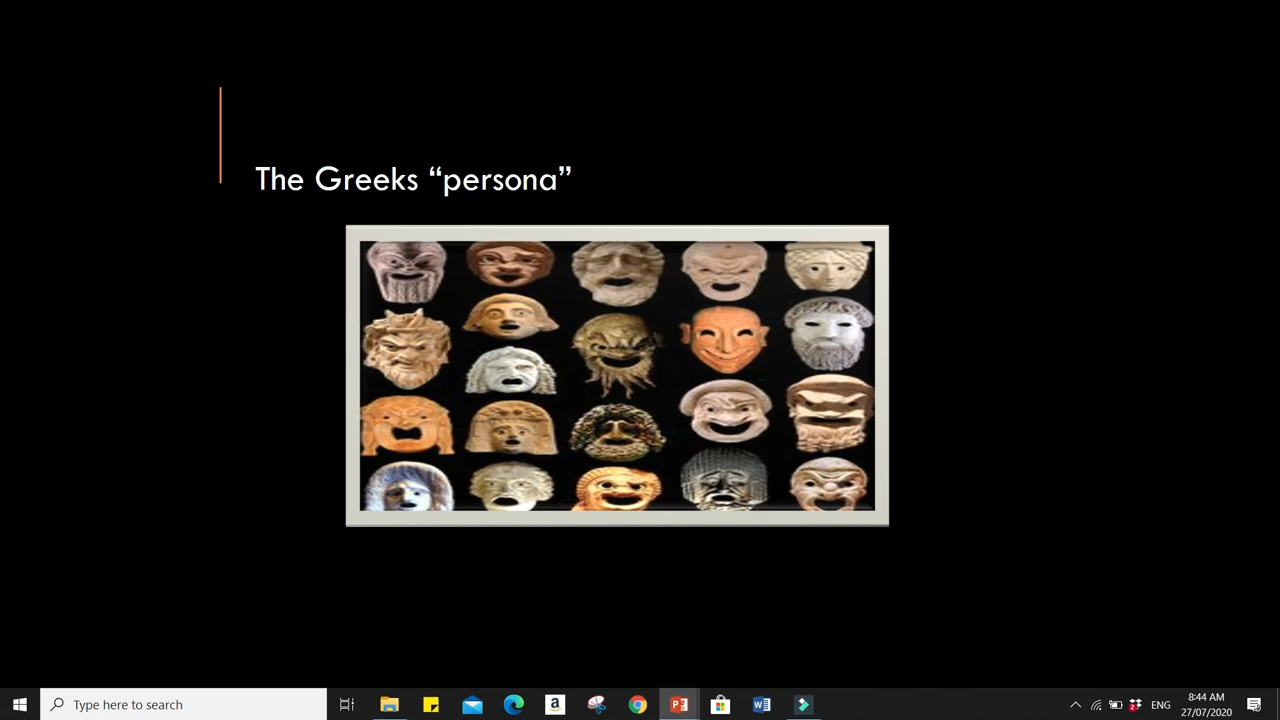 The Greeks “persona”
Type here to search
a
W
ENG
8:44 AM
27/07/2020